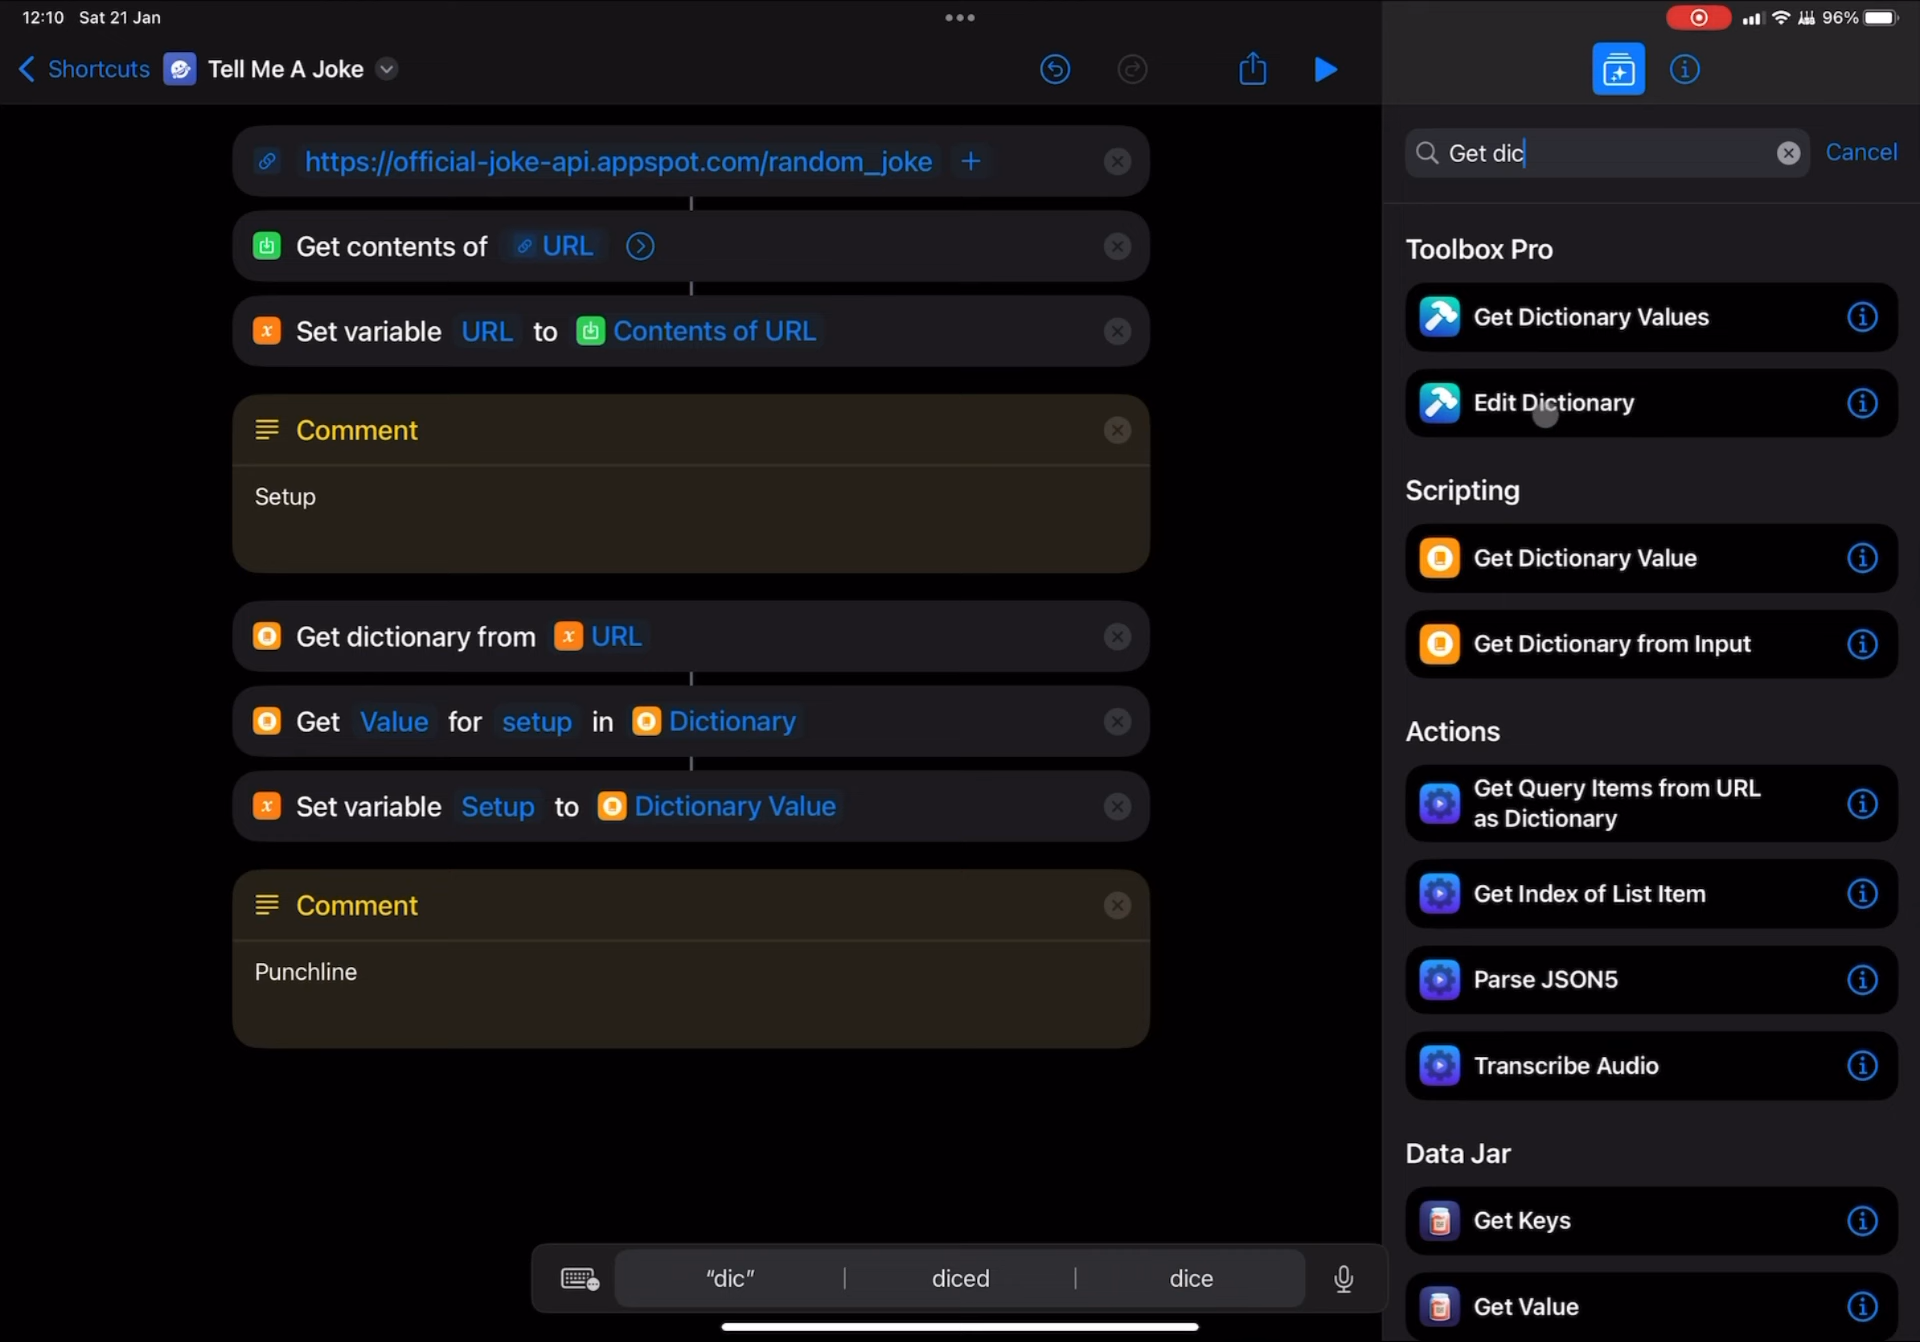 12:10 Sat 21 Jan
96%
Shortcuts Tell Me A Joke
https://official-joke-api.appspot.com/random_joke
Get contents of URL
Set variable URL to Contents of URL
Comment
Setup
Get dictionary from URL
Get Value for setup in Dictionary
Set variable Setup to Dictionary Value
Comment
Punchline
"dic" diced dice
Get dic Cancel
Toolbox Pro
Get Dictionary Values
Edit Dictionary
Scripting
Get Dictionary Value
Get Dictionary from Input
Actions
Get Query Items from URL
as Dictionary
Get Index of List Item
Parse JSON5
Transcribe Audio
Data Jar
Get Keys
Get Value